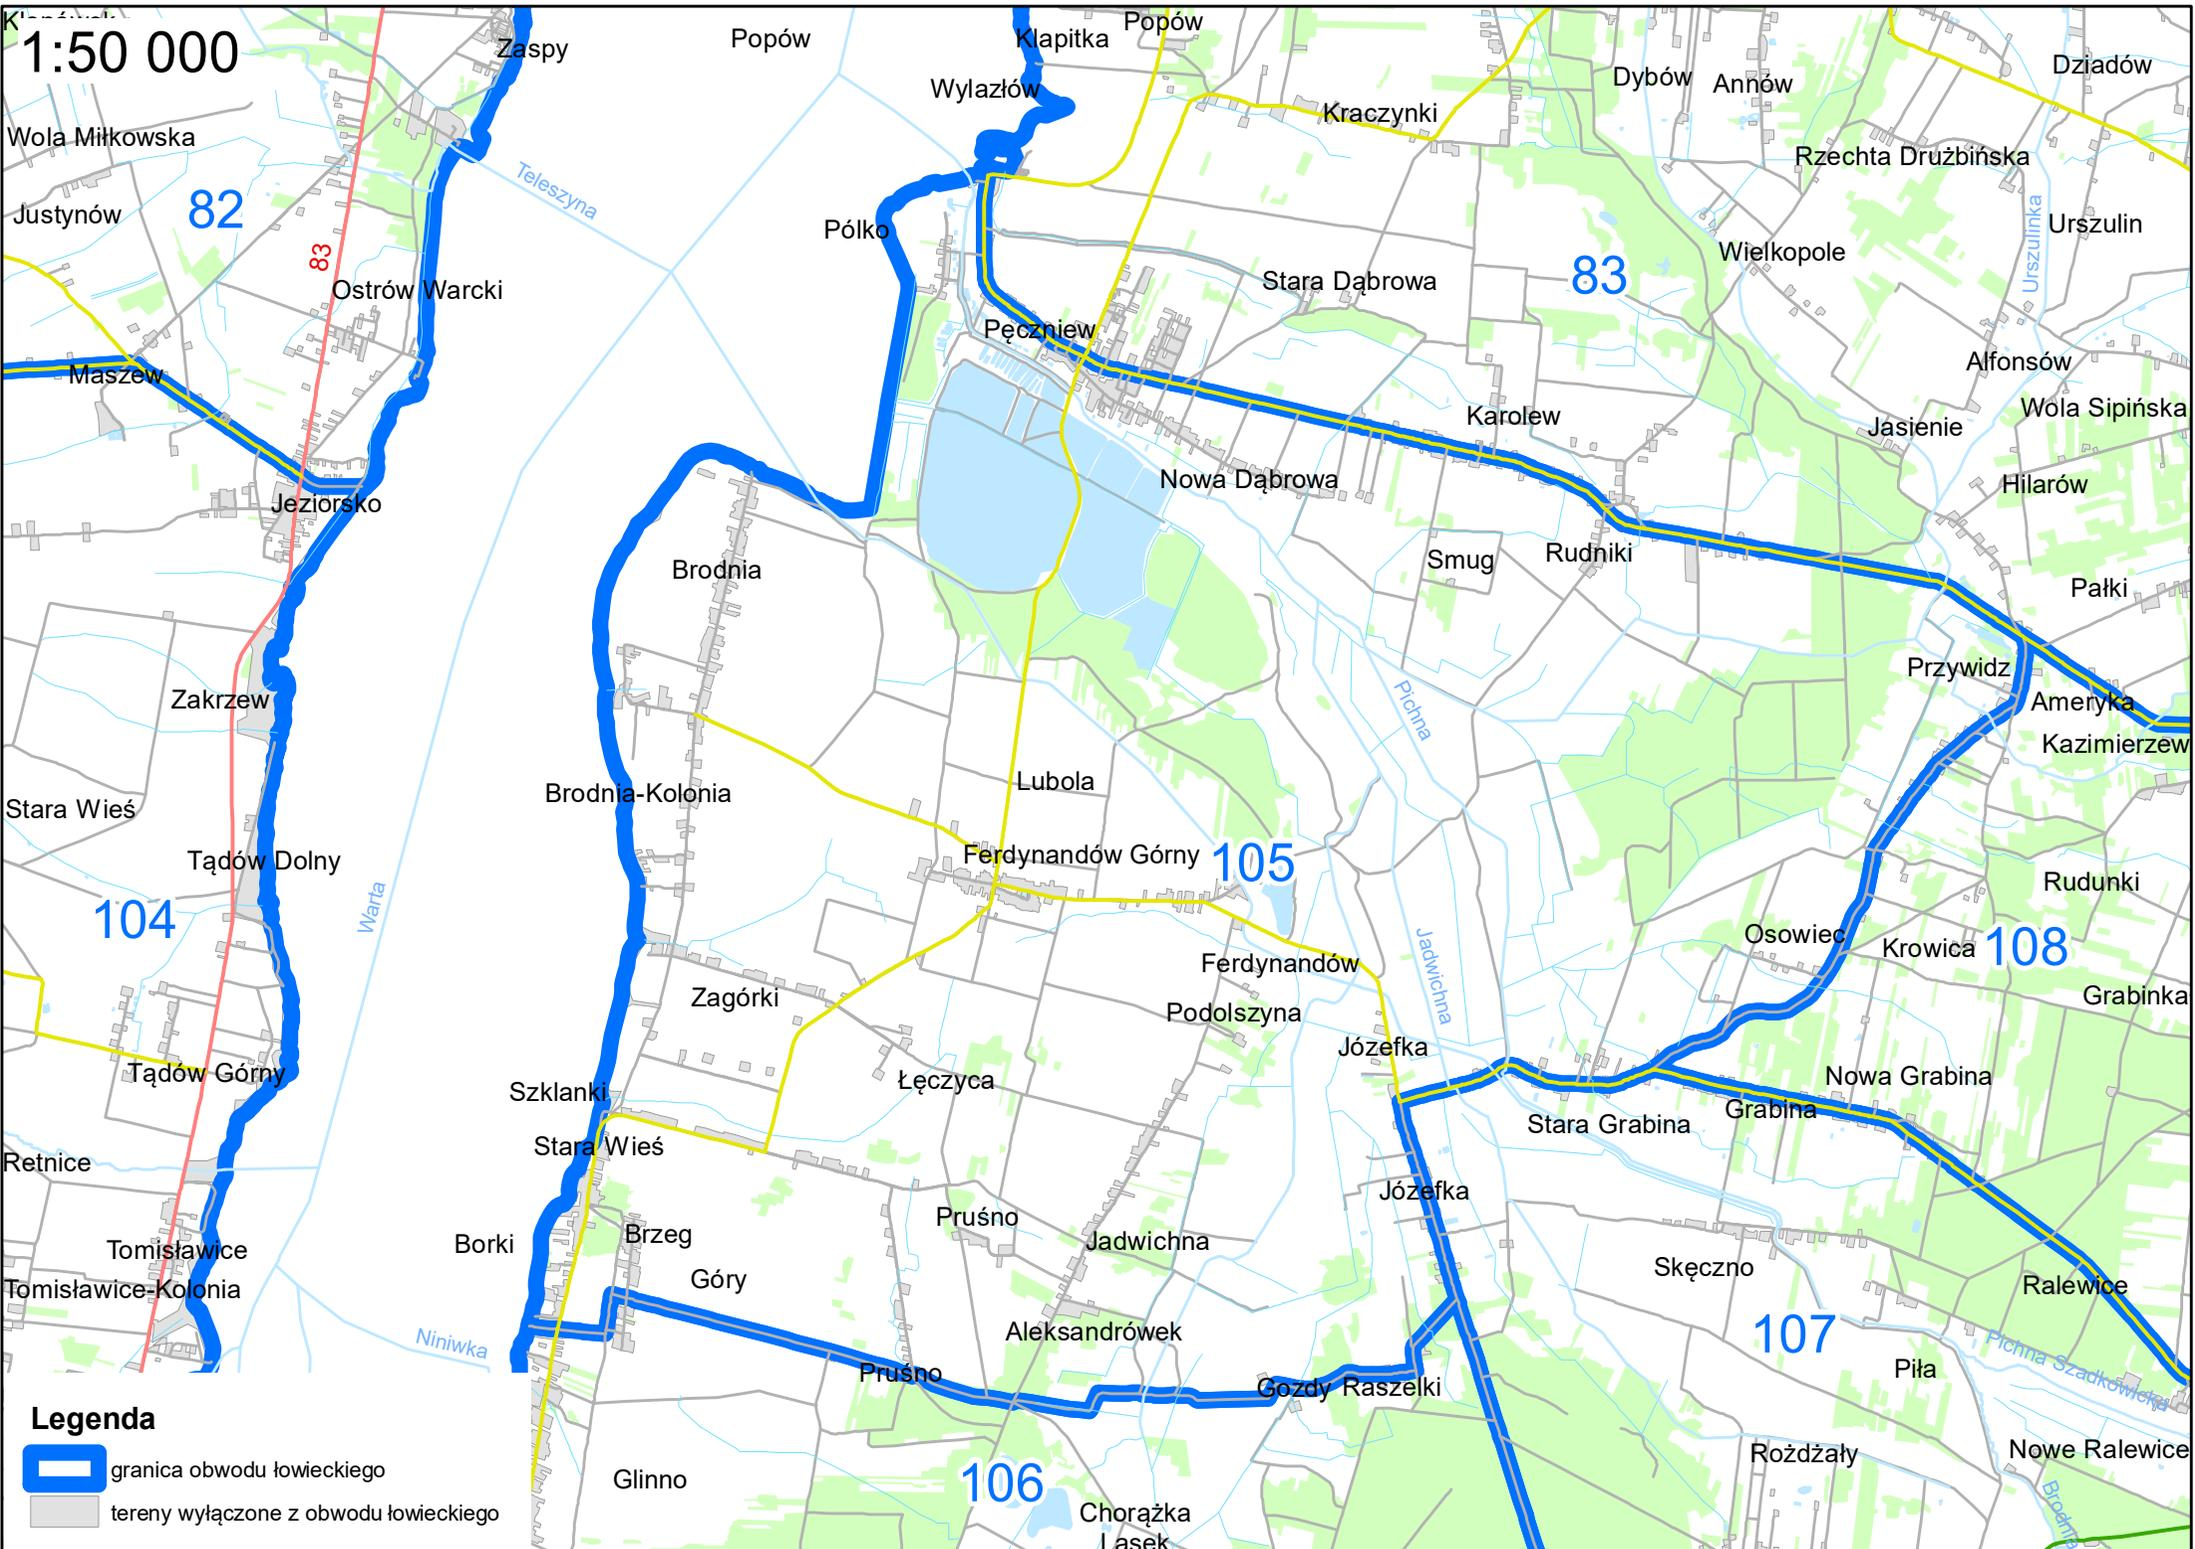 1:50 000
Zaspy
Popów
Klapitka
Popów
Wylazłów
Dybów
Annów
Dziadów
Kraczynki
Wola Miłkowska
Rzechta Drużbińska
Teleszyna
82
Justynów
Pólko
Urszulin
Urszulinka
83
Wielkopole
83
Ostrów Warcki
Stara Dąbrowa
Pęczniew
Alfonsów
Maszew
Karolew
Wola Sipińska
Jasienie
Jeziorsko
Nowa Dąbrowa
Hilarów
Brodnia
Smug
Rudniki
Pałki
Przywidz
Zakrzew
Pichna
Ameryka
Kazimierzew
Lubola
Brodnia-Kolonia
Stara Wieś
Tądów Dolny
Ferdynandów Górny
105
Rudunki
104
Warta
Osowiec
Krowica
108
Jadwichna
Ferdynandów
Zagórki
Podolszyna
Grabinka
Józefka
Tądów Górny
Szklanki
Łęczyca
Nowa Grabina
Grabina
Stara Grabina
Stara Wieś
Retnice
Józefka
Pruśno
Borki
Brzeg
Jadwichna
Tomisławice
Skęczno
Góry
Tomisławice-Kolonia
Ralewice
Aleksandrówek
107
Niniwka
Pruśno
Piła
Pichna Szadkowicka
Gozdy
Raszelki
Legenda
granica obwodu łowieckiego
tereny wyłączone z obwodu łowieckiego
Glinno
106
Rożdżały
Nowe Ralewice
Chorążka
Lasek
Brodnia